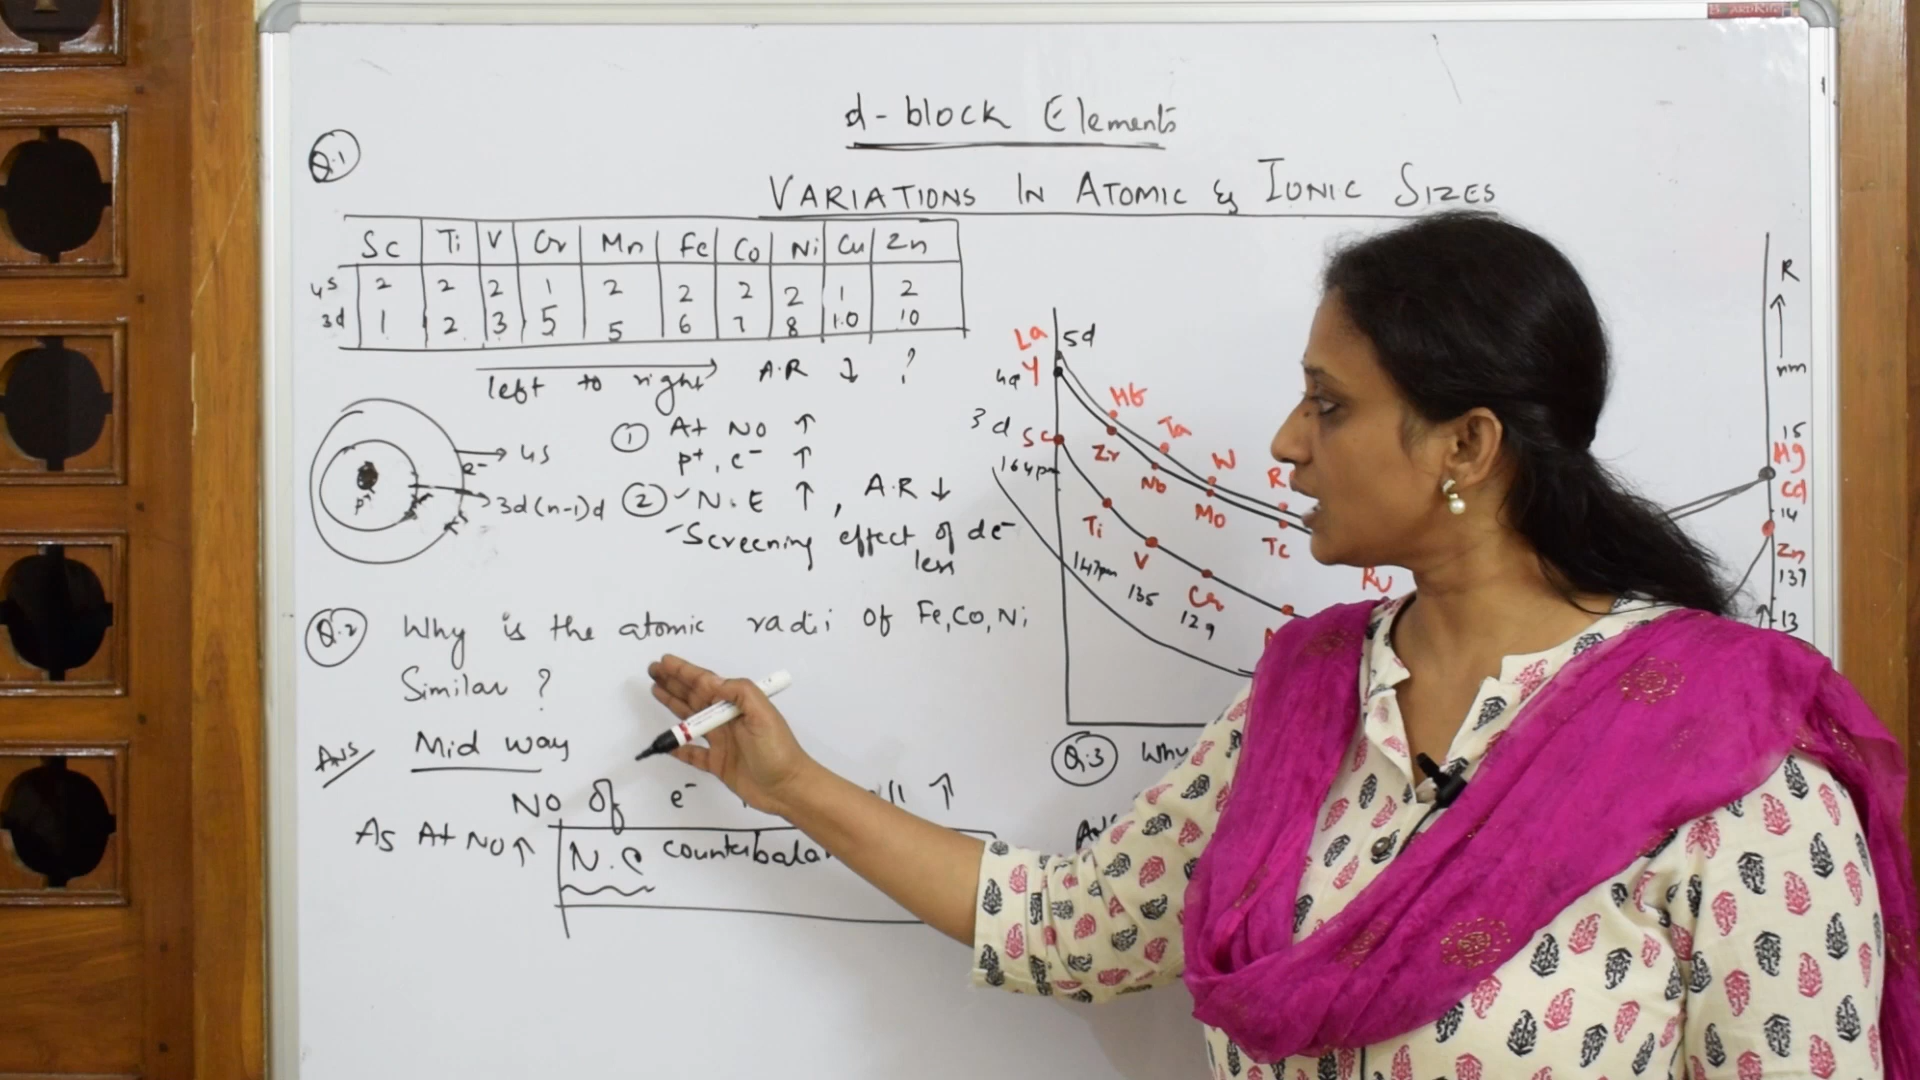 d-block Elements
VARIATIONS IN ATOMIC & IONIC SIZES
Q.1
Sc Ti V Cr Mn Fe Co Ni Cu Zn
4s 2 2 2 1 2 2 2 2 1 2
3d 1 2 3 5 5 6 7 8 10 10
left to right A.R ↓ ?
① At NO ↑
p+, e- ↑
② N.E ↑, A.R ↓
Screening effect of d e-
less
e- → 4s
→ 3d (n-1)d
p+
Q.2 Why is the atomic radii of Fe, Co, Ni
Similar?
Ans Mid way
No of e- ↑
As At No ↑ N.C counterbalan
5d
La
4d Y
3d Sc
164pm
Hf
Zr
Ta
Nb
W
Mo
R
Tc
Ru
Ti
147pm
V
135
Cr
129
R
↑
nm
15
Hg
Cd
14
Zn
137
13
Q.3 Why
Ans